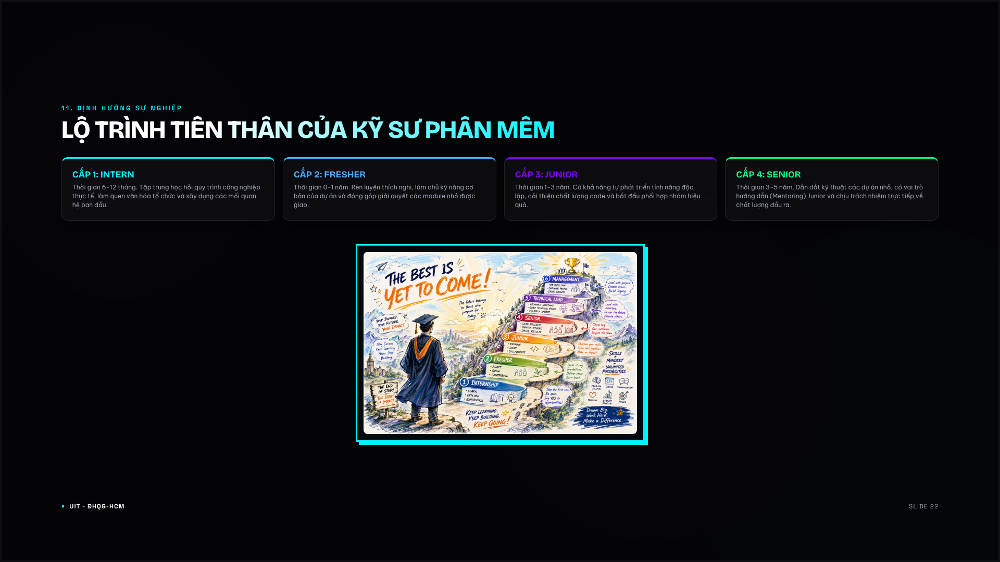 11. ĐỊNH HƯỚNG SỰ NGHIỆP
LỘ TRÌNH TIÊN THÂN CỦA KỸ SƯ PHÂN MÊM
CẤP 1: INTERN
Thời gian 6-12 tháng. Tập trung học hỏi quy trình công nghiệp
thực tế, làm quen văn hóa tổ chức và xây dựng các mối quan
hệ ban đầu.
CẤP 2: FRESHER
Thời gian 0-1 năm. Rèn luyện thích nghi, làm chủ kỹ năng cơ
bản của dự án và đóng góp giải quyết các module nhỏ được
giao.
CẤP 3: JUNIOR
Thời gian 1-3 năm. Có khả năng tự phát triển tính năng độc
lập, cải thiện chất lượng code và bắt đầu phối hợp nhóm hiệu
quả.
CẤP 4: SENIOR
Thời gian 3-5 năm. Dẫn dắt kỹ thuật các dự án nhỏ, có vai trò
hướng dẫn (Mentoring) Junior và chịu trách nhiệm trực tiếp về
chất lượng đầu ra.
THE BEST IS
YET TO COME!
The future belongs
to those who
prepare for it
today."
YOUR JOURNEY.
YOUR FUTURE.
YOUR IMPACT.
Stay Curious
Keep Learning
Never Stop
Building.
THE END
OF STUDY
THE START
OF IMPACT
6 MANAGEMENT
• SET DIRECTION
• EMPOWER PEOPLE
• DRIVE GROWTH
Lead with purpose.
Create vision.
Build legacy.
5 TECHNICAL LEAD
• ARCHITECT SOLUTIONS
• GUIDE TECHNICAL VISION
• MULTIPLY IMPACT
Lead with
expertise.
Design the future.
Elevate others.
4 SENIOR
• LEAD PROJECTS
• MENTOR OTHERS
• DRIVE RESULTS
Think big.
Own outcomes.
Inspire the team
3 JUNIOR
• IMPROVE
• SOLVE
• COLLABORATE
Sharpen your skills.
Solve real problems.
Make an impact.
2 FRESHER
• ADAPT
• GROW
• CONTRIBUTE
Build strong
foundations.
Deliver value.
Earn trust.
1 INTERNSHIP
• LEARN
• EXPLORE
• EXPERIENCE
Take the first step.
Be open.
Say YES to
opportunities!
SKILLS
+
MINDSET
=
UNLIMITED
POSSIBILITIES
PROBLEM
SOLVING
CODING
COMMUNICATION
PASSION
GROWTH
MINDSET
FOCUS
KEEP LEARNING.
KEEP BUILDING.
KEEP GOING!
Dream Big.
Work Hard.
Make a Difference.
UIT - ĐHQG-HCM
SLIDE 22